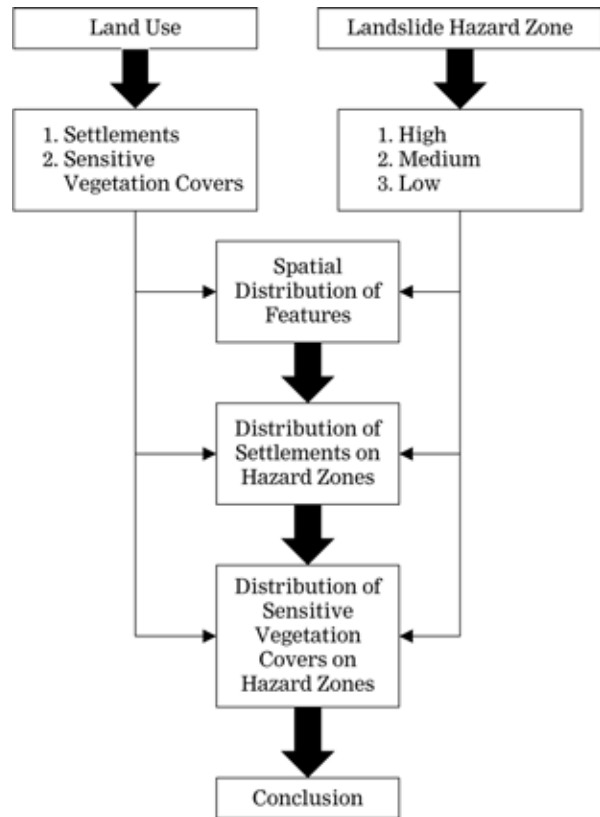 Land Use
Landslide Hazard Zone
1. Settlements
2. Sensitive
Vegetation Covers
1. High
2. Medium
3. Low
Spatial
Distribution of
Features
Distribution of
Settlements on
Hazard Zones
Distribution of
Sensitive
Vegetation
Covers on
Hazard Zones
Conclusion